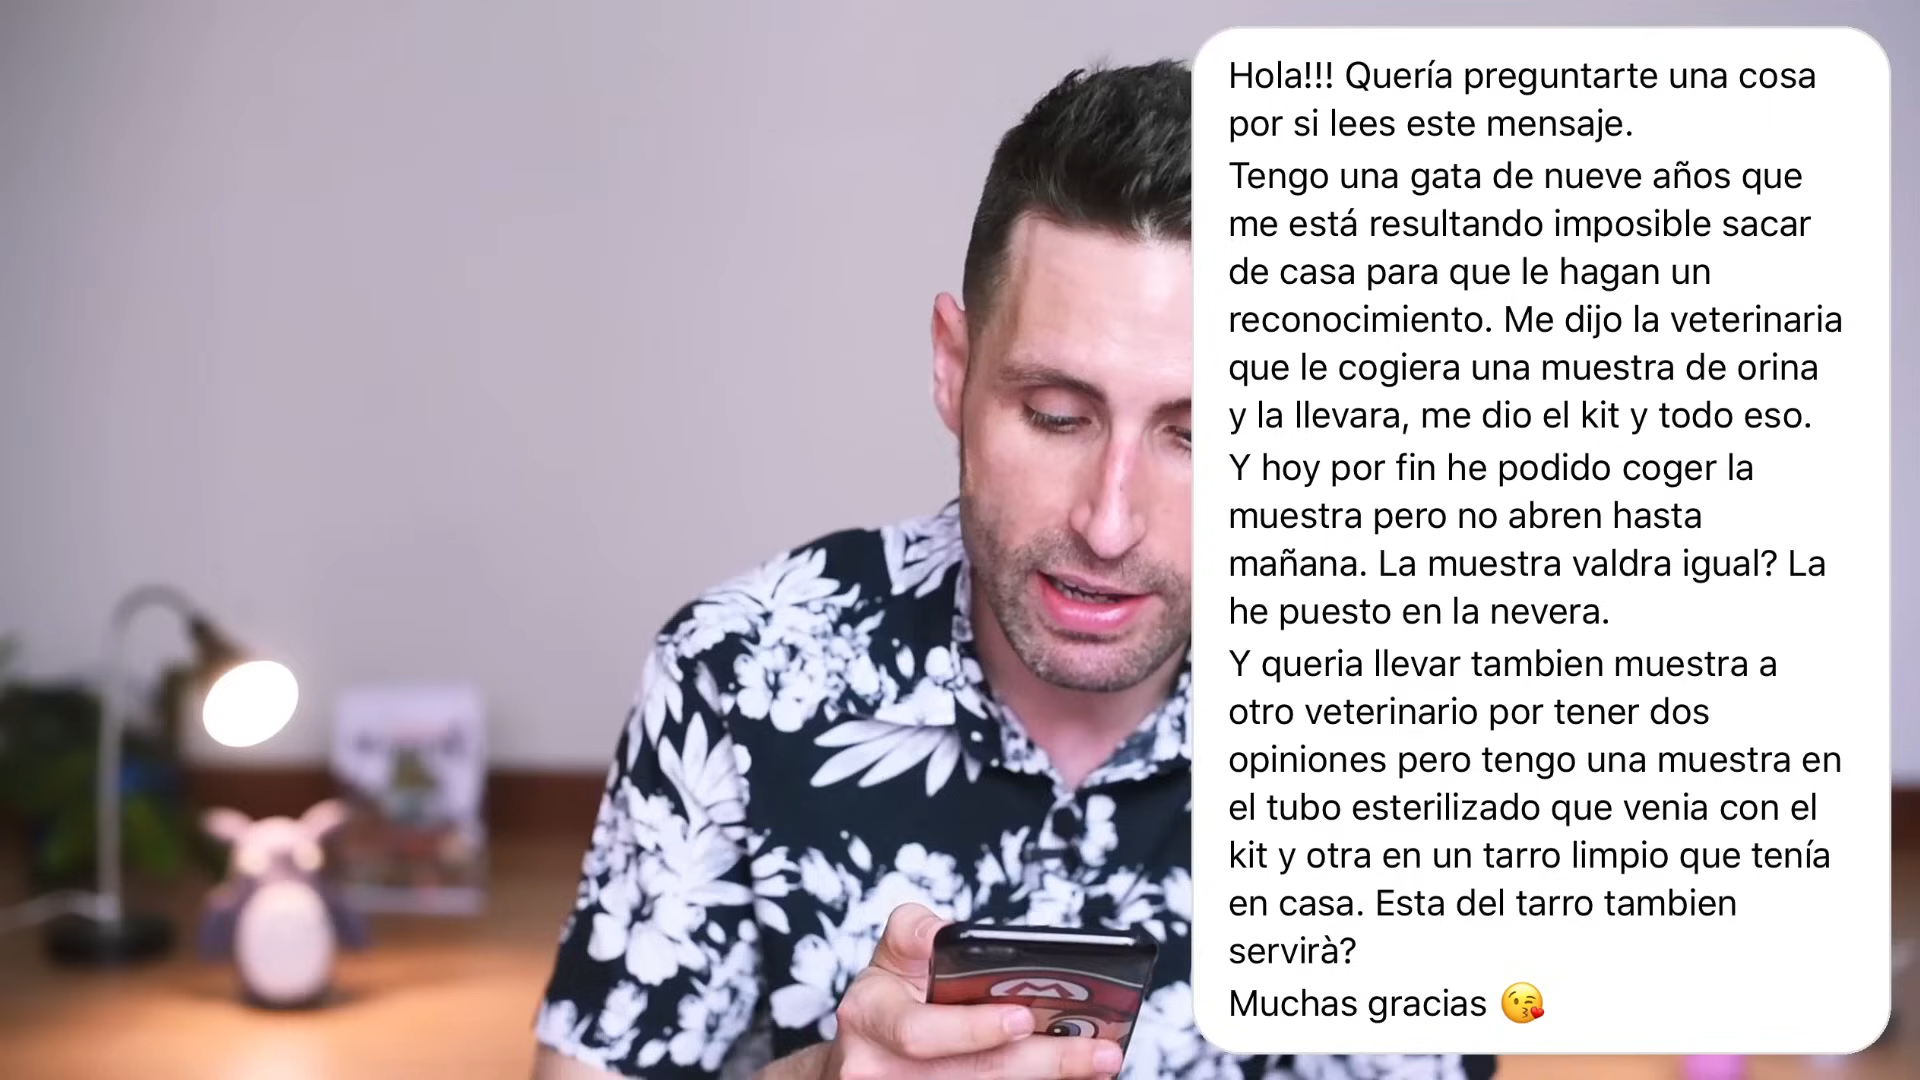 Hola!!! Quería preguntarte una cosa
por si lees este mensaje.
Tengo una gata de nueve años que
me está resultando imposible sacar
de casa para que le hagan un
reconocimiento. Me dijo la veterinaria
que le cogiera una muestra de orina
y la llevara, me dio el kit y todo eso.
Y hoy por fin he podido coger la
muestra pero no abren hasta
mañana. La muestra valdra igual? La
he puesto en la nevera.
Y queria llevar tambien muestra a
otro veterinario por tener dos
opiniones pero tengo una muestra en
el tubo esterilizado que venia con el
kit y otra en un tarro limpio que tenía
en casa. Esta del tarro tambien
servirà?
Muchas gracias 😘
M